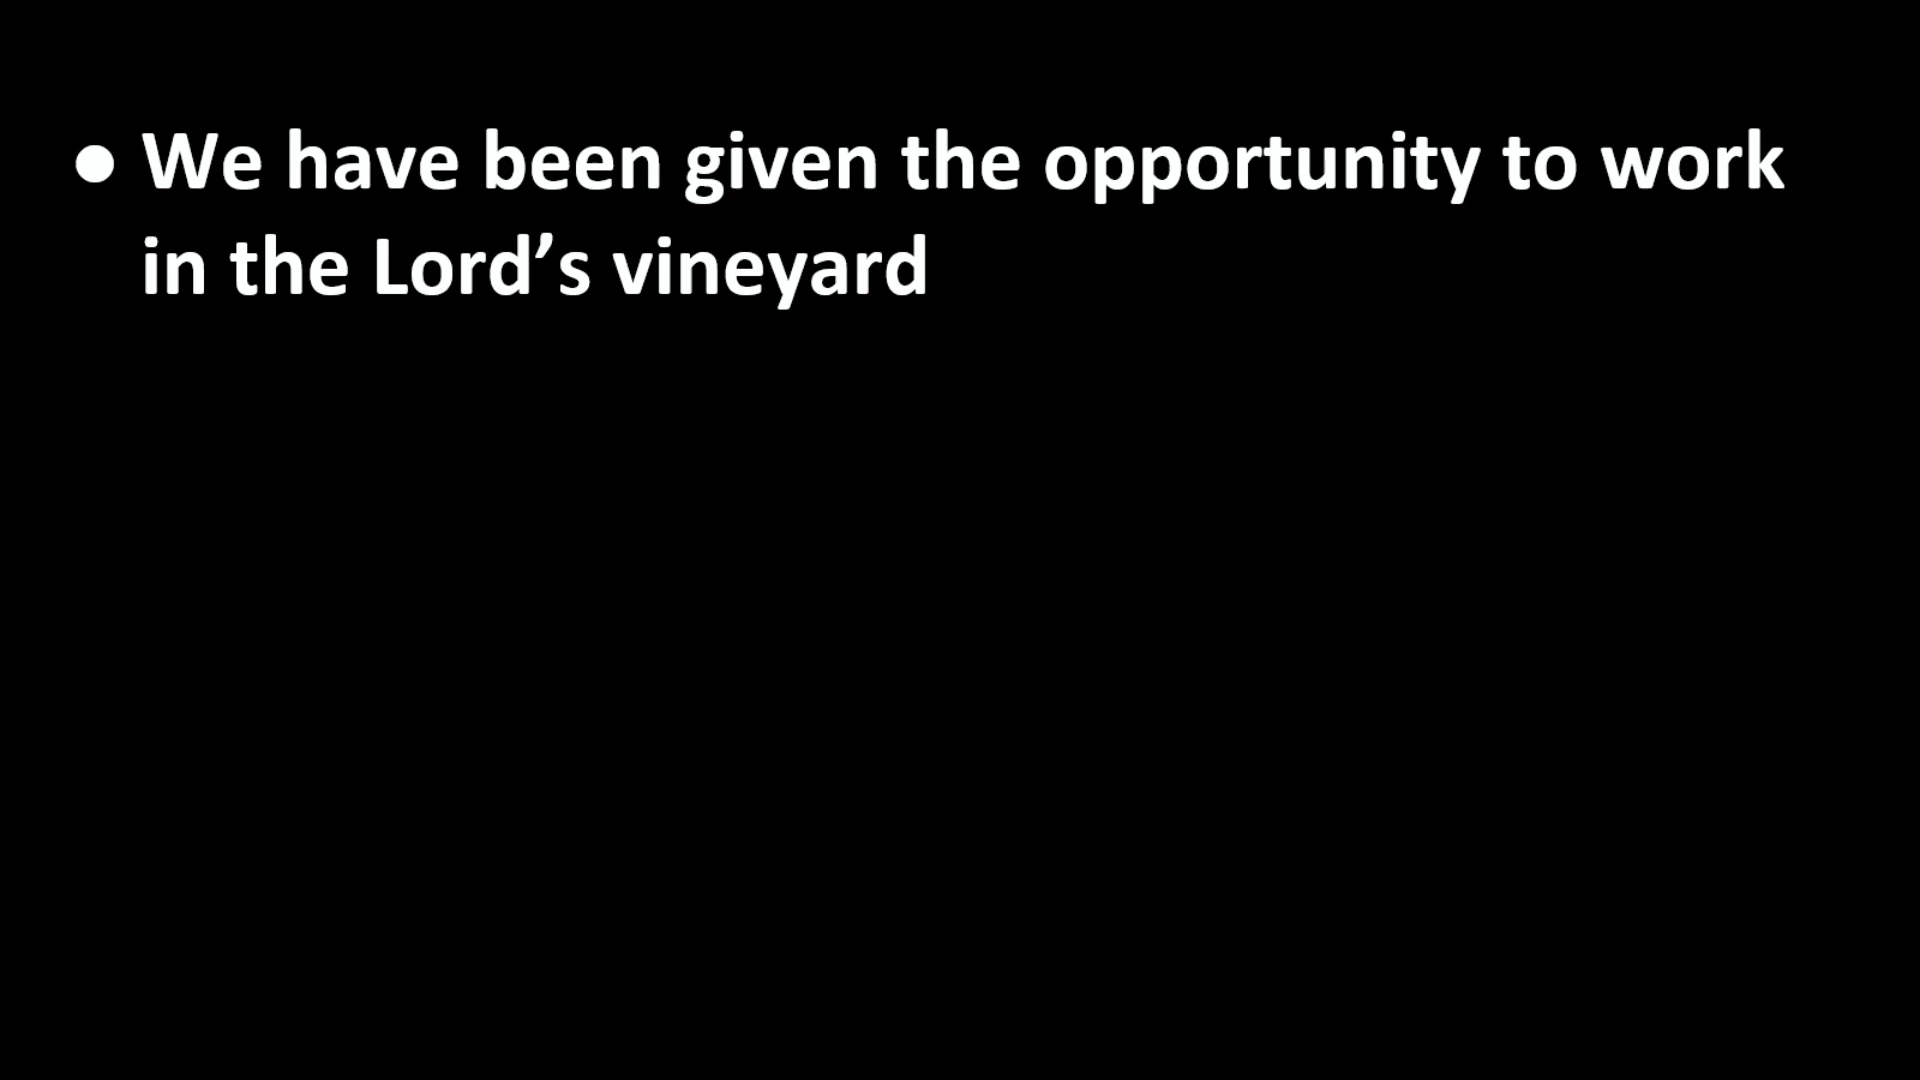 ● We have been given the opportunity to work
in the Lord’s vineyard